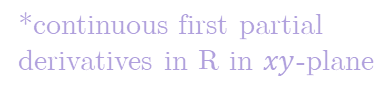 *continuous first partial
derivatives in R in xy-plane